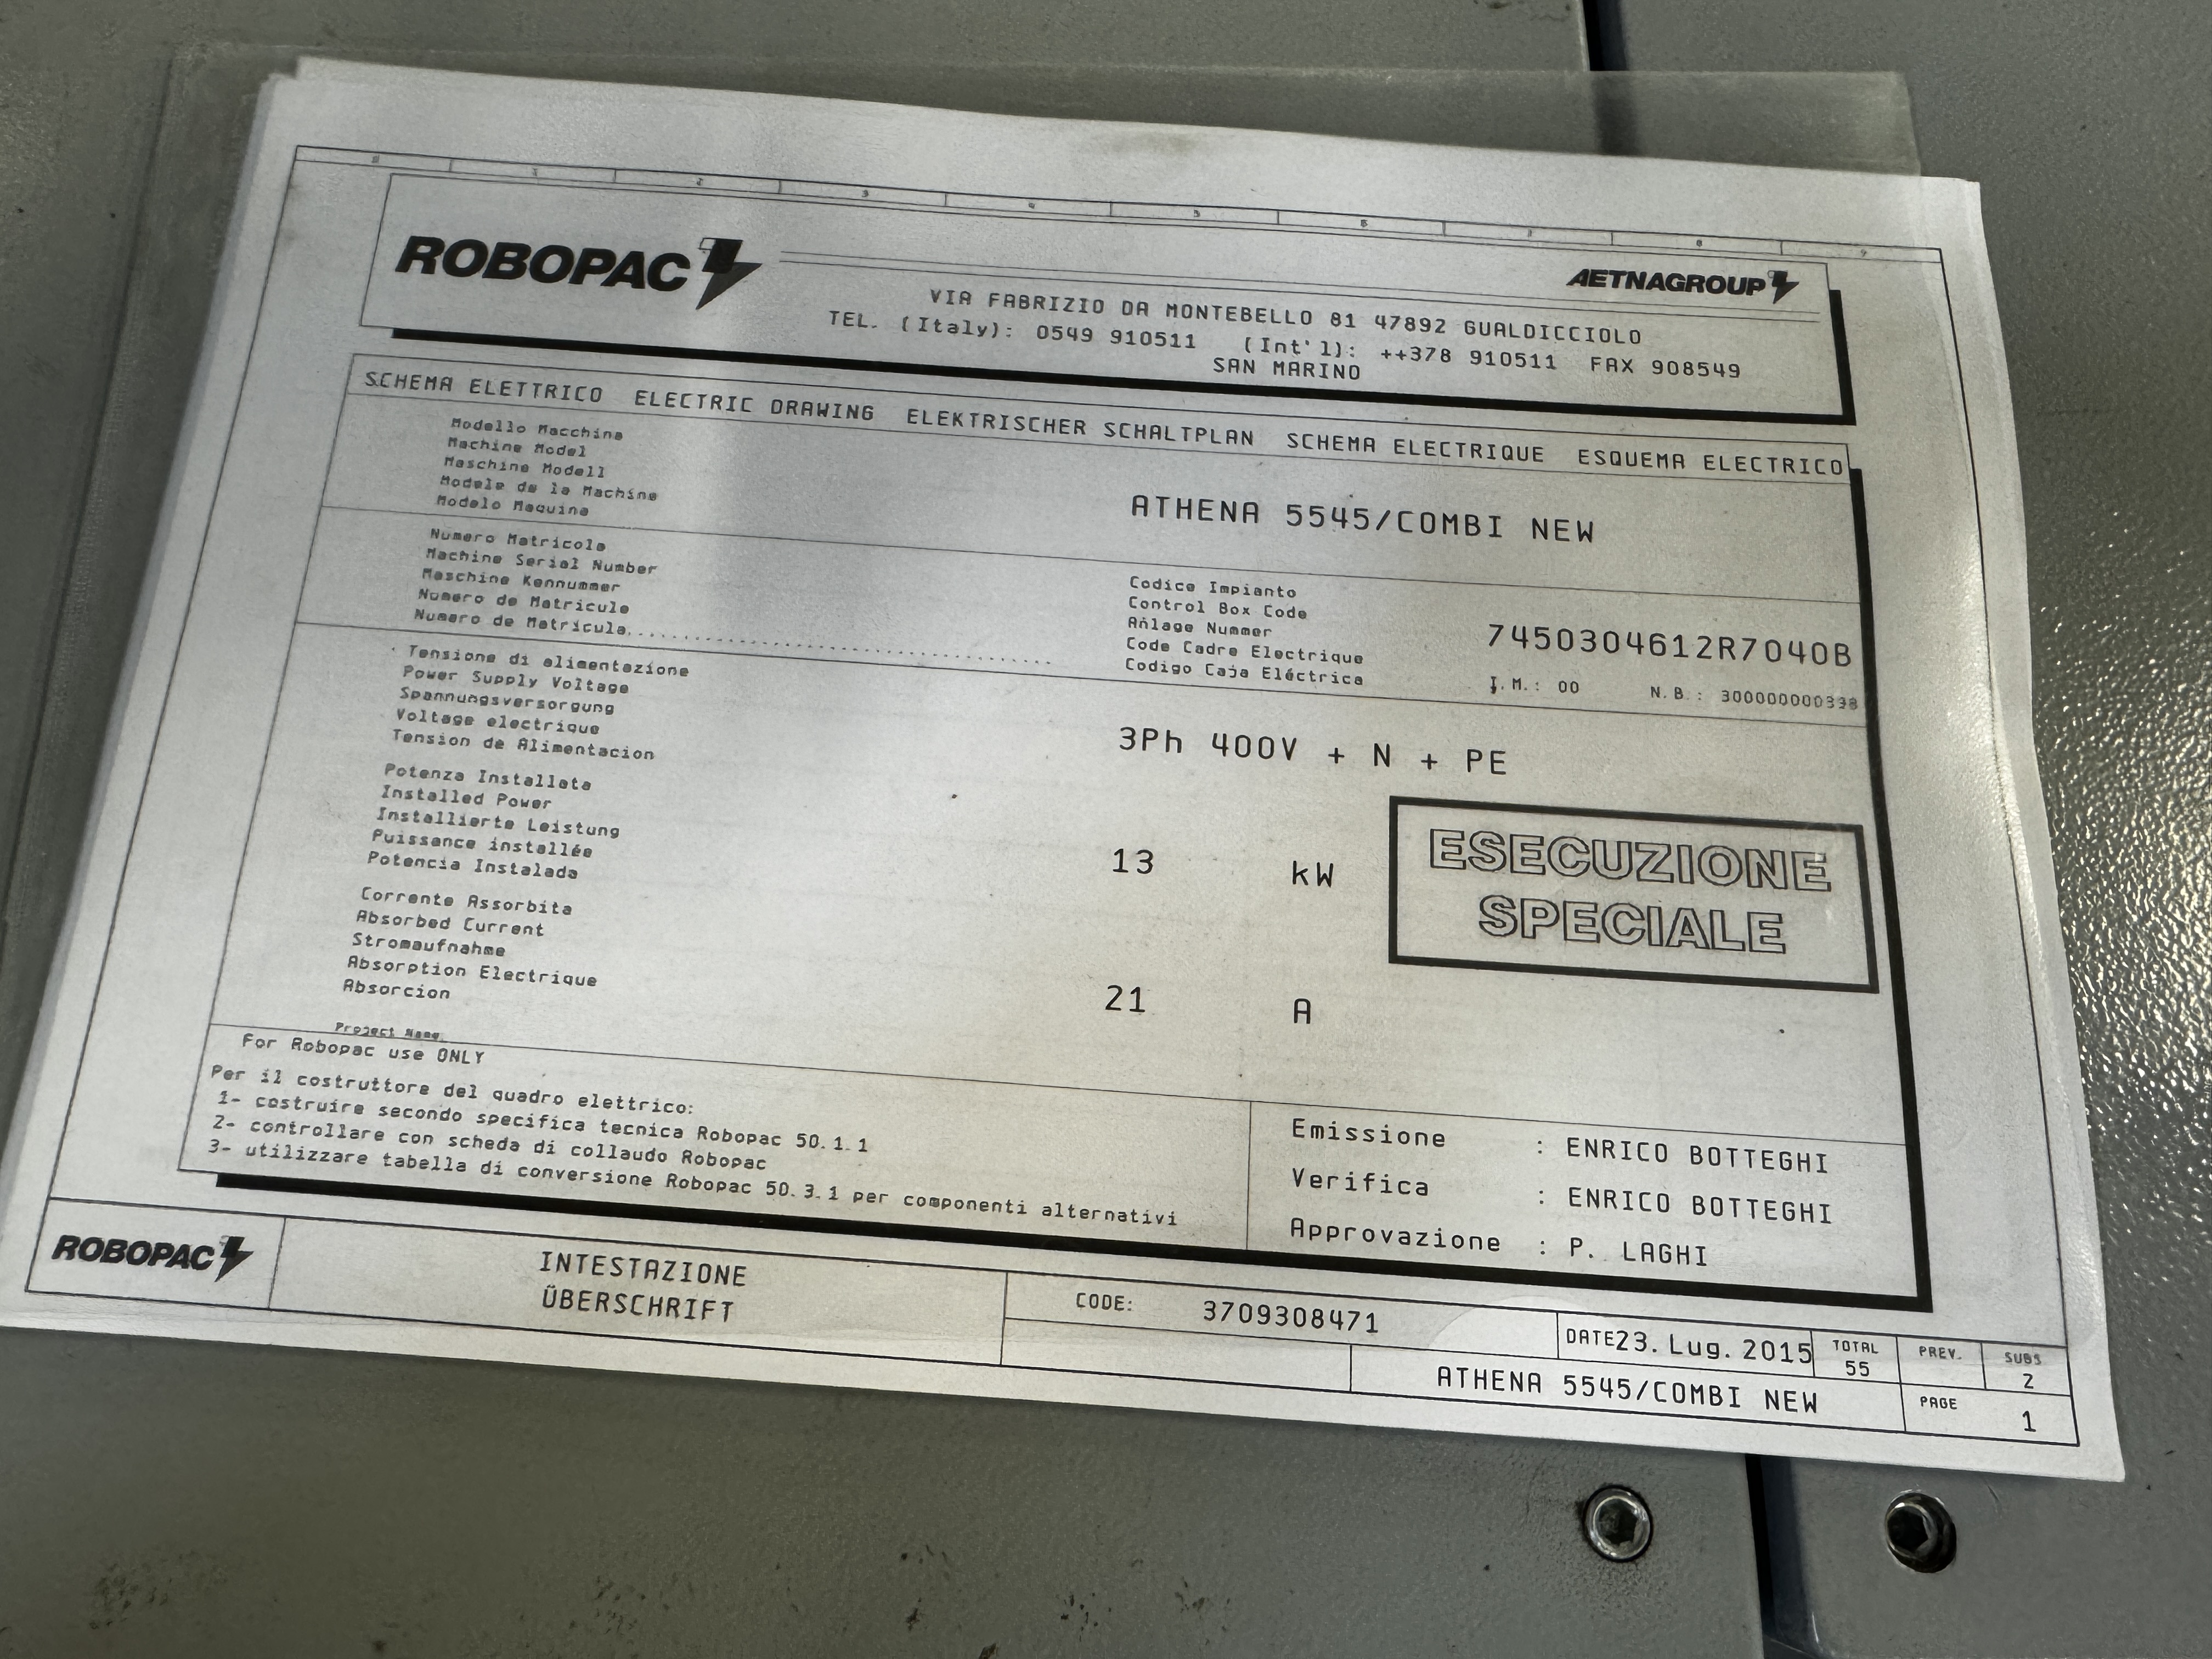 ROBOPAC
AETNAGROUP
VIA FABRIZIO DA MONTEBELLO 81 47892 GUALDICCIOLO
TEL. (Italy): 0549 910511 (Int'l): ++378 910511 FAX 908549
SAN MARINO
SCHEMA ELETTRICO ELECTRIC DRAWING ELEKTRISCHER SCHALTPLAN SCHEMA ELECTRIQUE ESQUEMA ELECTRICO
Modello Macchina
Machine Model
Maschine Modell
Modele de la Machine
Modelo Maquina
ATHENA 5545/COMBI NEW
Numero Matricola
Machine Serial Number
Maschine Kennummer
Numero de Matricule
Numero de Matricula
Codice Impianto
Control Box Code
Anlage Nummer
Code Cadre Electrique
Codigo Caja Eléctrica
7450304612R7040B
I.M.: 00 N.B.: 300000000338
Tensione di alimentazione
Power Supply Voltage
Spannungsversorgung
Voltage electrique
Tension de Alimentacion
3Ph 400V + N + PE
Potenza Installata
Installed Power
Installierte Leistung
Puissance installée
Potencia Instalada
13 kW
ESECUZIONE
SPECIALE
Corrente Assorbita
Absorbed Current
Stromaufnahme
Absorption Electrique
Absorcion
21 A
Project Name
For Robopac use ONLY
Per il costruttore del quadro elettrico:
1- costruire secondo specifica tecnica Robopac 50.1.1
2- controllare con scheda di collaudo Robopac
3- utilizzare tabella di conversione Robopac 50.3.1 per componenti alternativi
Emissione : ENRICO BOTTEGHI
Verifica : ENRICO BOTTEGHI
Approvazione : P. LAGHI
ROBOPAC
INTESTAZIONE
ÜBERSCHRIFT
CODE: 3709308471
DATE 23. Lug. 2015
TOTAL
55
PREV.
SUBS
2
ATHENA 5545/COMBI NEW
PAGE
1